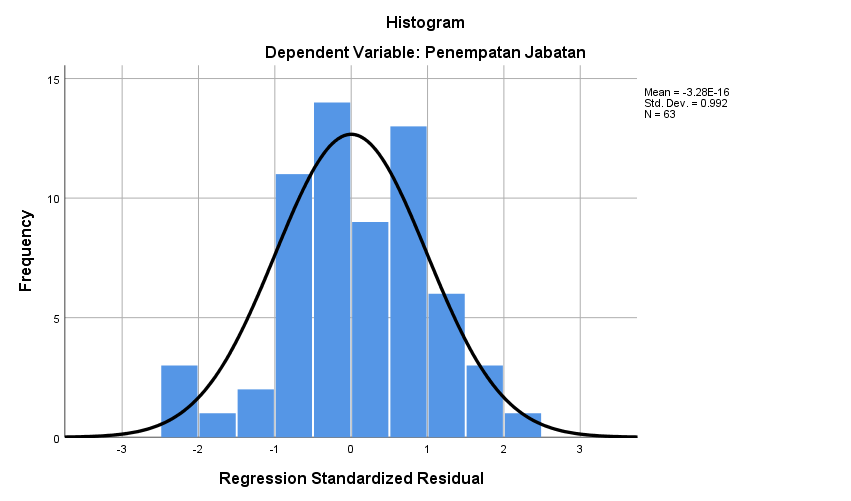 Histogram
Dependent Variable: Penempatan Jabatan
Mean = -3.28E-16
Std. Dev. = 0.992
N = 63
Frequency
15
10
5
0
-3 -2 -1 0 1 2 3
Regression Standardized Residual